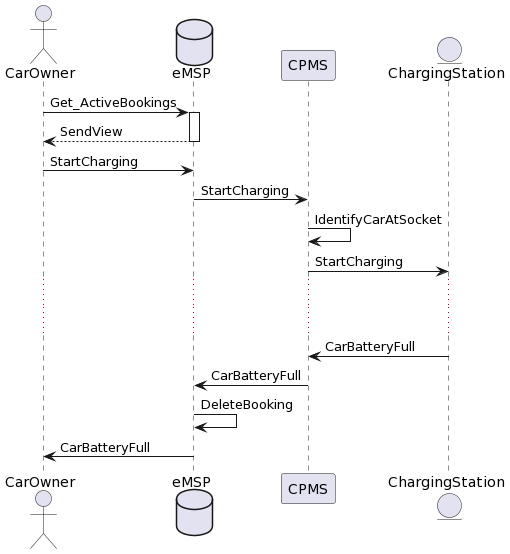 CarOwner
eMSP
CPMS
ChargingStation
Get_ActiveBookings
SendView
StartCharging
StartCharging
IdentifyCarAtSocket
StartCharging
CarBatteryFull
CarBatteryFull
DeleteBooking
CarBatteryFull
CarOwner
eMSP
CPMS
ChargingStation